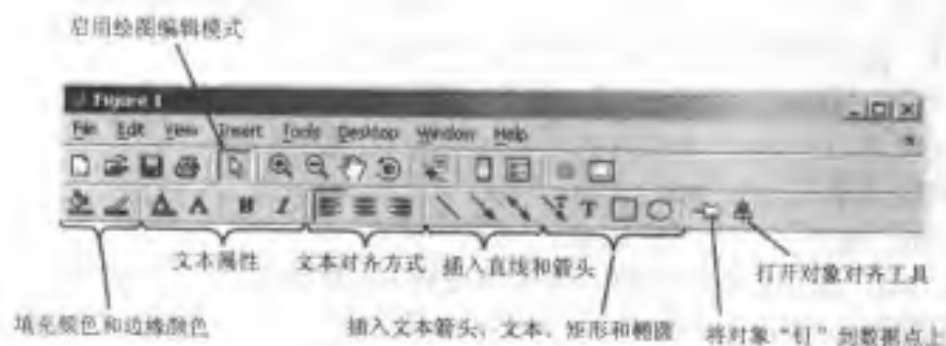 启用绘图编辑模式
Figure 1
File Edit View Insert Tools Desktop Window Help
文本属性 文本对齐方式 插入直线和箭头 打开对象对齐工具
填充颜色和边缘颜色 插入文本箭头、文本、矩形和椭圆 将对象“钉”到数据点上